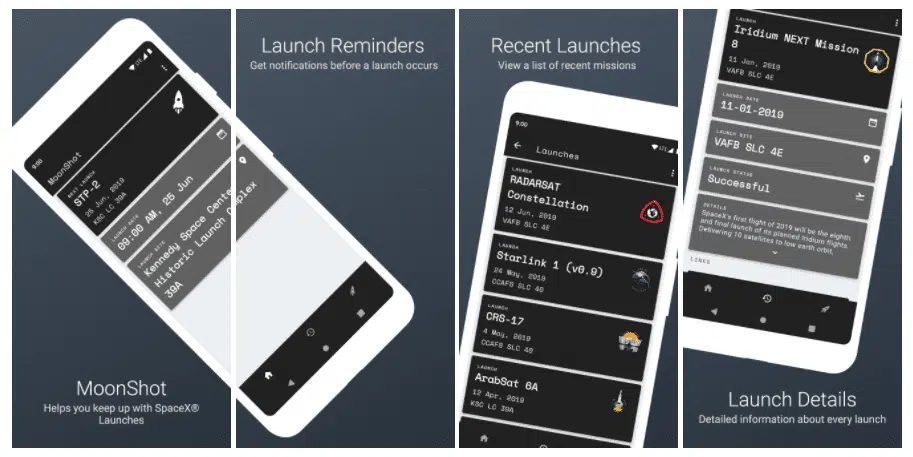 9:00
LTE
MoonShot
NEXT LAUNCH
STP-2
25 Jun, 2019
KSC LC 39A
LAUNCH DATE
09:00 AM, 25 Jun
LAUNCH SITE
Kennedy Space Center
Historic Launch Complex
39A
MoonShot
Helps you keep up with SpaceX®
Launches
Launch Reminders
Get notifications before a launch occurs
Recent Launches
View a list of recent missions
9:00
LTE
Launches
LAUNCH
RADARSAT
Constellation
12 Jun, 2019
VAFB SLC 4E
LAUNCH
Starlink 1 (v0.9)
24 May, 2019
CCAFS SLC 40
LAUNCH
CRS-17
4 May, 2019
CCAFS SLC 40
LAUNCH
ArabSat 6A
12 Apr, 2019
KSC LC 39A
LAUNCH
Iridium NEXT Mission
8
11 Jan, 2019
VAFB SLC 4E
LAUNCH DATE
11-01-2019
LAUNCH SITE
VAFB SLC 4E
LAUNCH STATUS
Successful
DETAILS
SpaceX's first flight of 2019 will be the eighth
and final launch of its planned Iridium flights.
Delivering 10 satellites to low earth orbit,
LINKS
Launch Details
Detailed information about every launch